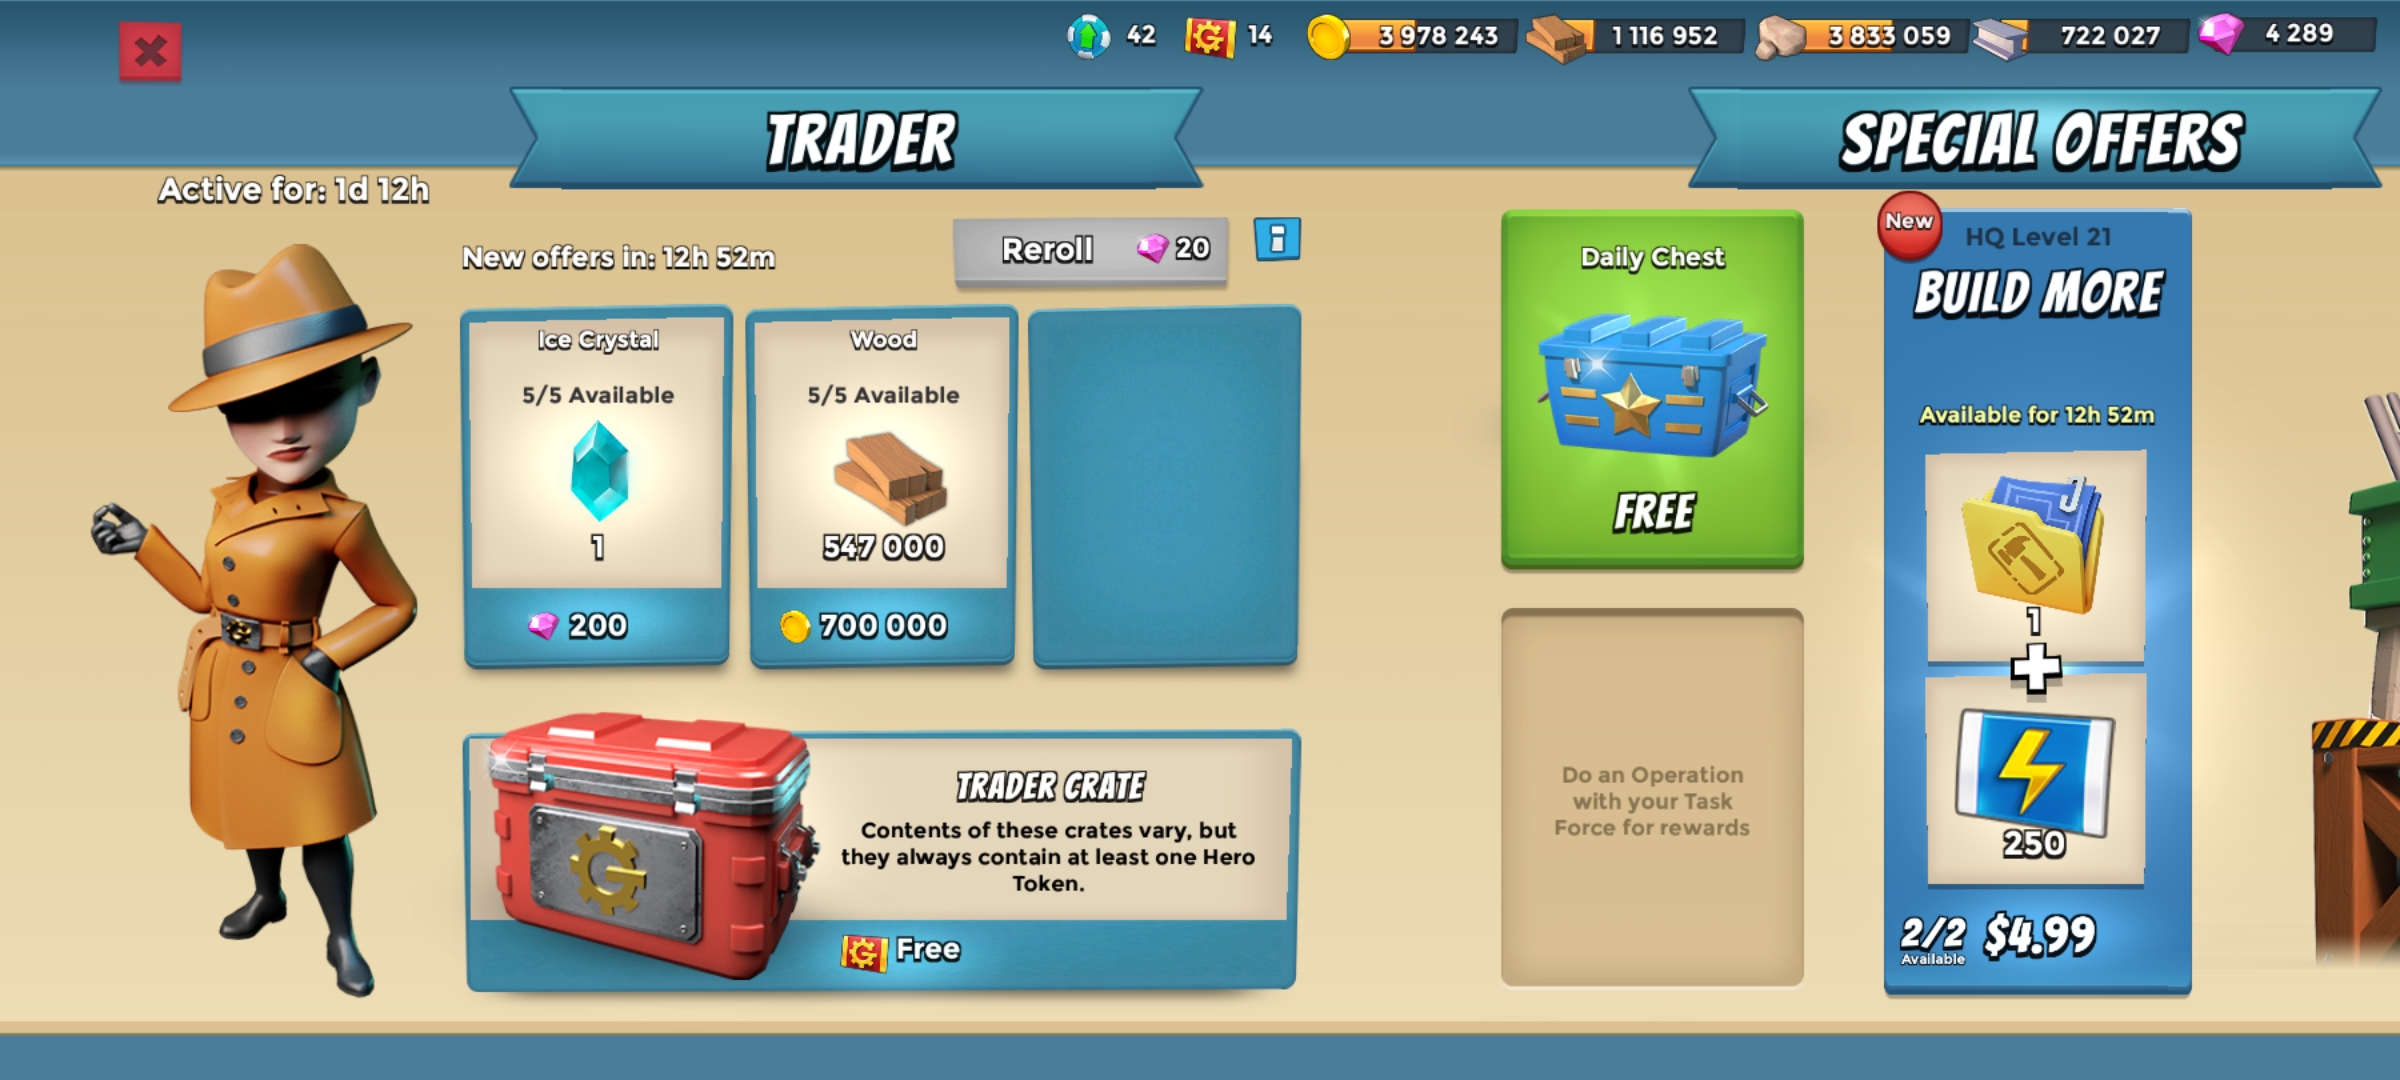 42
14
3 978 243
1 116 952
3 833 059
722 027
4 289
TRADER
SPECIAL OFFERS
Active for: 1d 12h
New offers in: 12h 52m
Reroll 20
Ice Crystal
5/5 Available
1
200
Wood
5/5 Available
547 000
700 000
TRADER CRATE
Contents of these crates vary, but
they always contain at least one Hero
Token.
Free
Daily Chest
FREE
Do an Operation
with your Task
Force for rewards
New
HQ Level 21
BUILD MORE
Available for 12h 52m
1
250
2/2
Available
$4.99